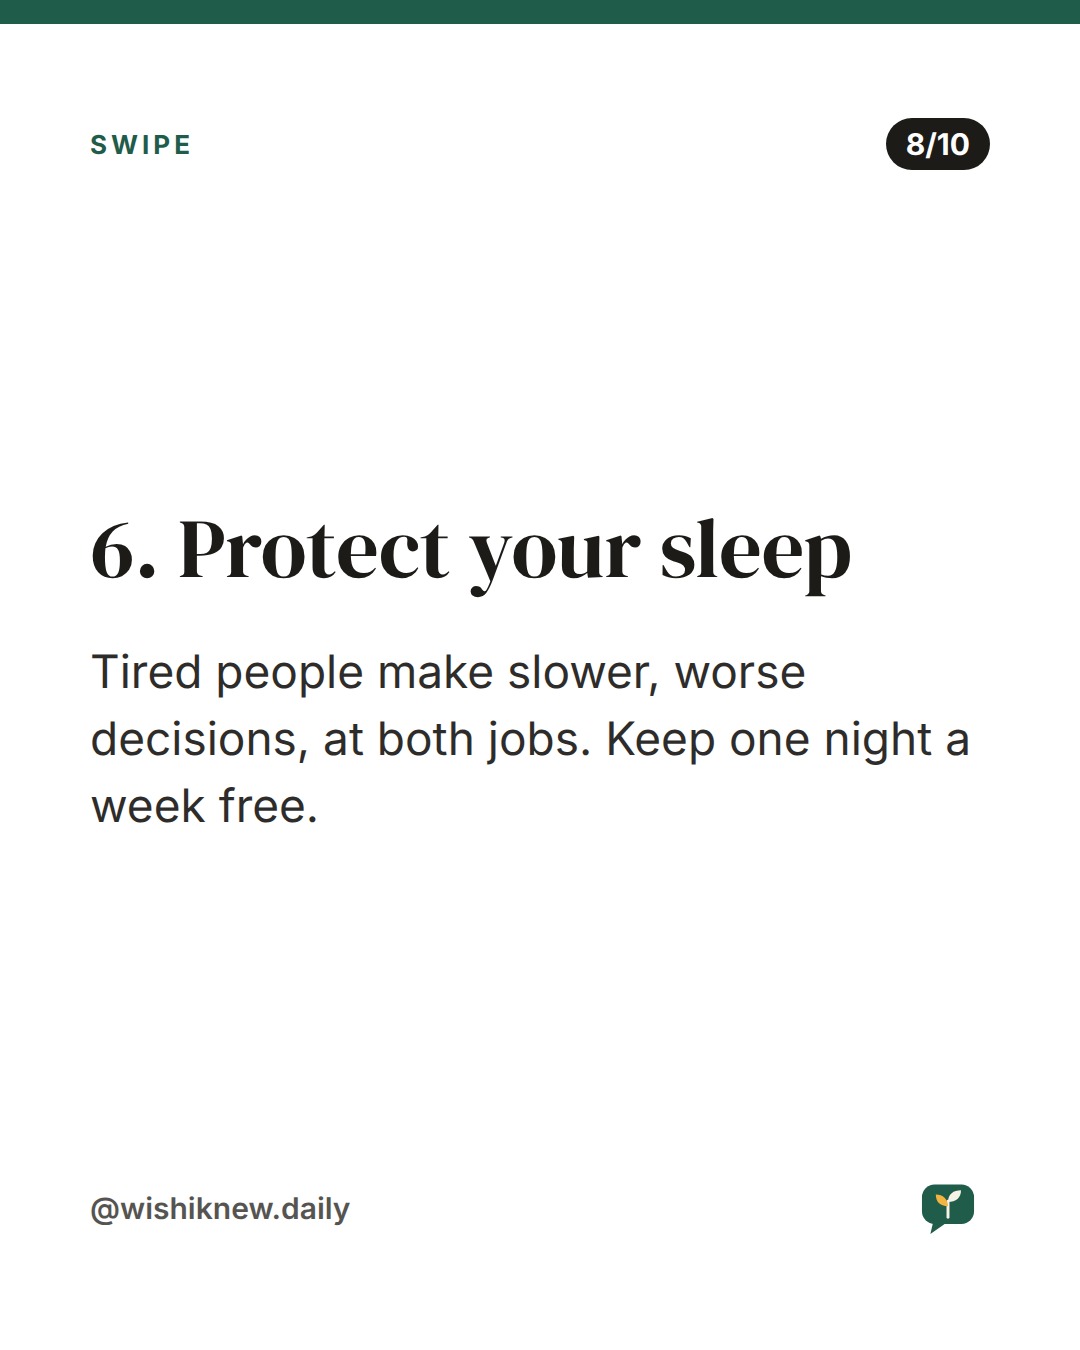 SWIPE
8/10
6. Protect your sleep
Tired people make slower, worse
decisions, at both jobs. Keep one night a
week free.
@wishiknew.daily